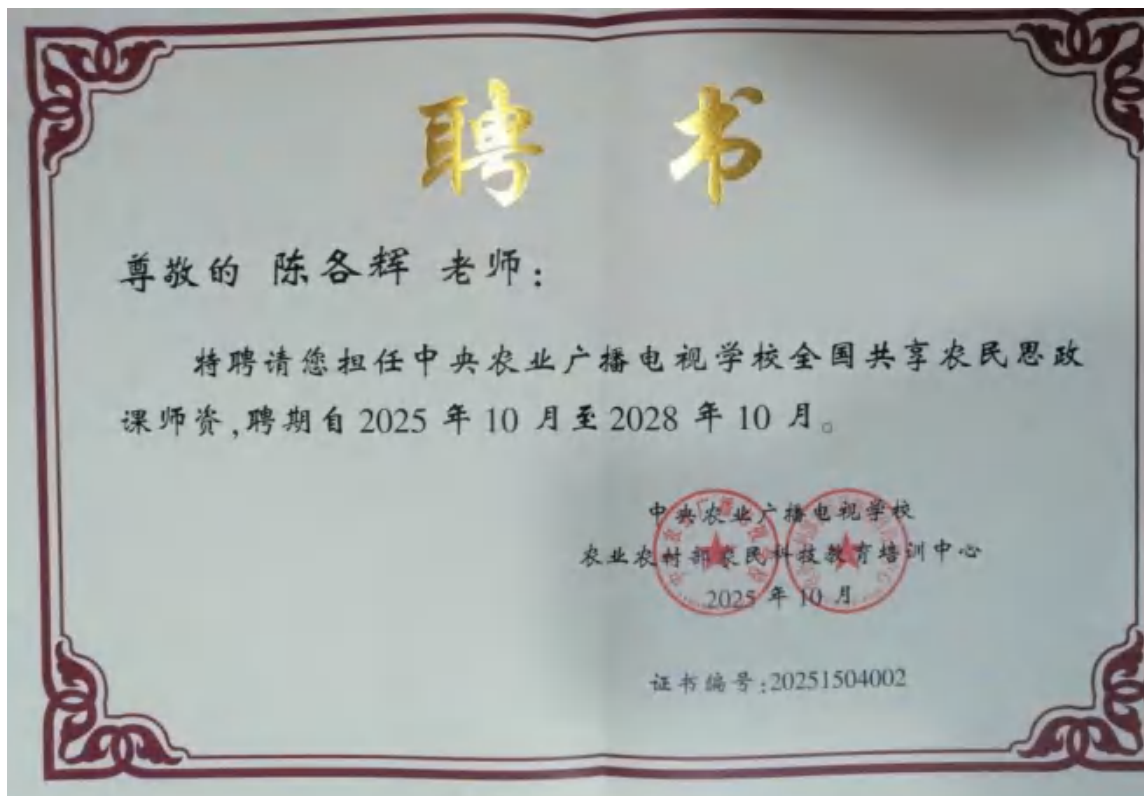 聘 书
尊敬的 陈各辉 老师：
特聘请您担任中央农业广播电视学校全国共享农民思政
课师资,聘期自 2025 年 10 月至 2028 年 10 月。
中央农业广播电视学校
农业农村部农民科技教育培训中心
2025 年 10 月
证书编号:20251504002